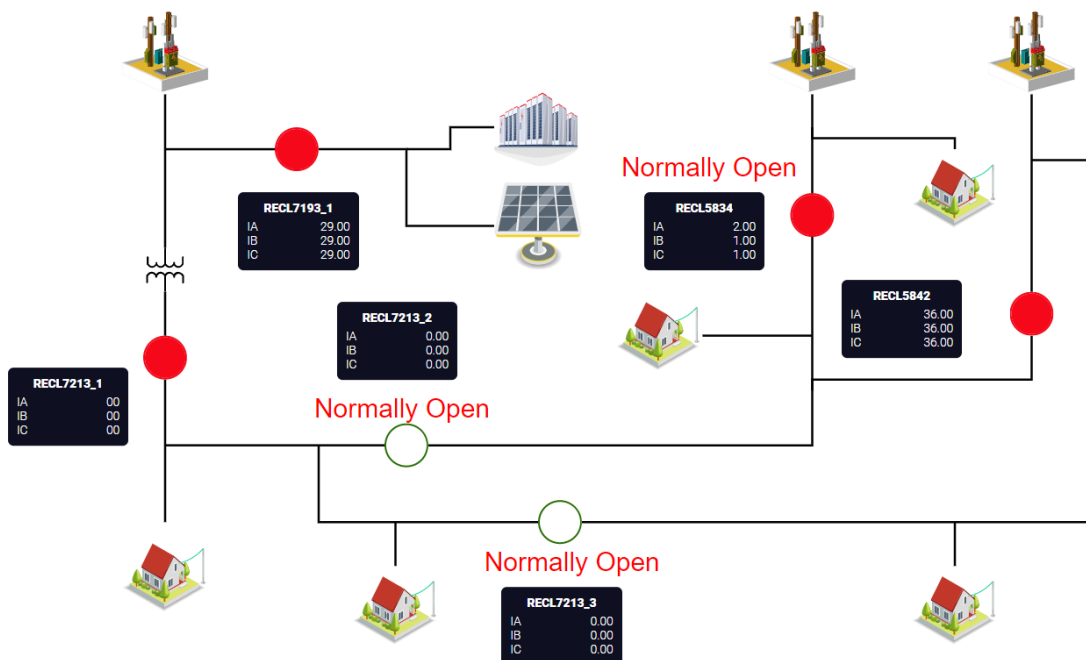 Normally Open
RECL7193_1
IA 29.00
IB 29.00
IC 29.00
RECL5834
IA 2.00
IB 1.00
IC 1.00
RECL5842
IA 36.00
IB 36.00
IC 36.00
RECL7213_2
IA 0.00
IB 0.00
IC 0.00
RECL7213_1
IA 00
IB 00
IC 00
Normally Open
Normally Open
RECL7213_3
IA 0.00
IB 0.00
IC 0.00